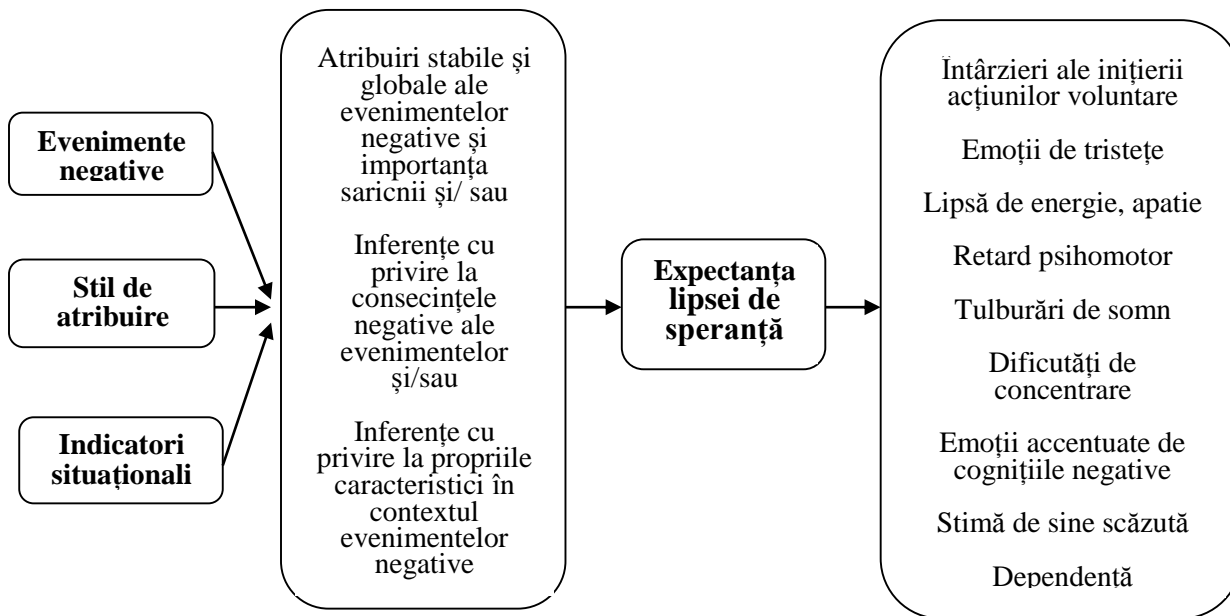 Evenimente
negative
Stil de
atribuire
Indicatori
situaționali
Atribuiri stabile și
globale ale
evenimentelor
negative și
importanța
saricnii și/ sau
Inferențe cu
privire la
consecințele
negative ale
evenimentelor
și/sau
Inferențe cu
privire la propriile
caracteristici în
contextul
evenimentelor
negative
Expectanța
lipsei de
speranță
Întârzieri ale inițierii
acțiunilor voluntare
Emoții de tristețe
Lipsă de energie, apatie
Retard psihomotor
Tulburări de somn
Dificutăți de
concentrare
Emoții accentuate de
cognițiile negative
Stimă de sine scăzută
Dependență